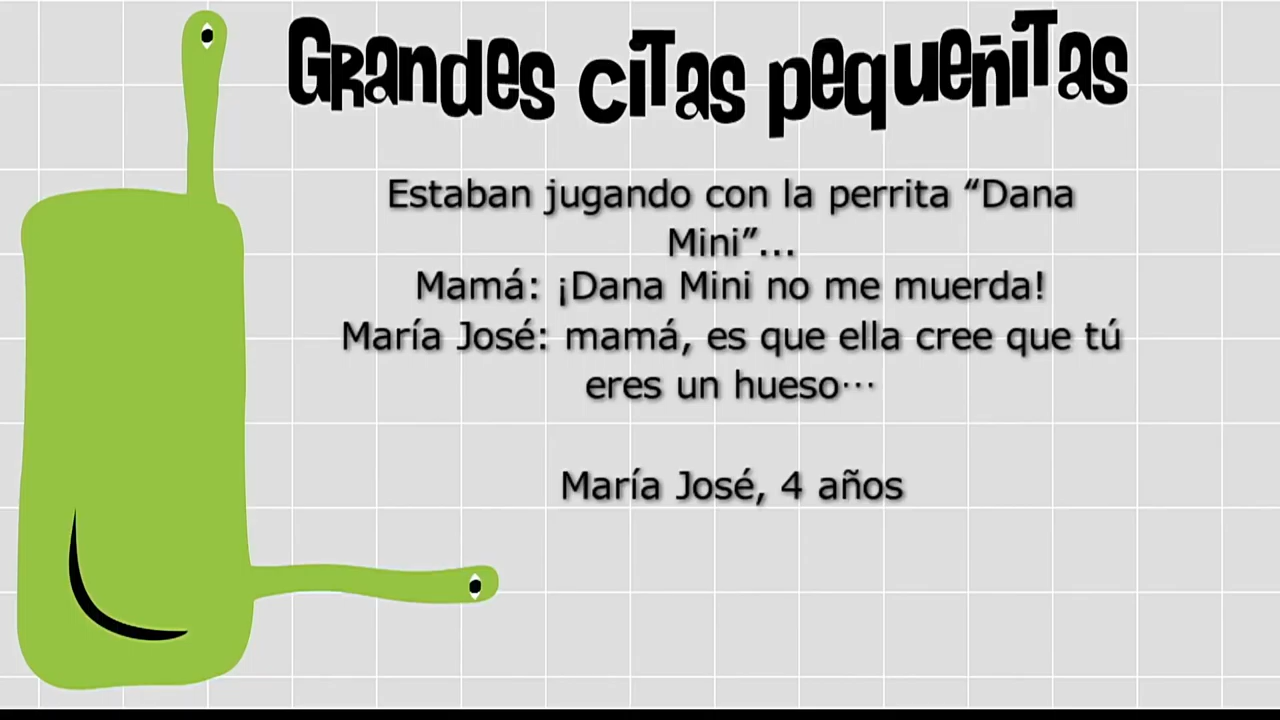 Grandes citas pequeñitas
Estaban jugando con la perrita “Dana
Mini”...
Mamá: ¡Dana Mini no me muerda!
María José: mamá, es que ella cree que tú
eres un hueso…
María José, 4 años